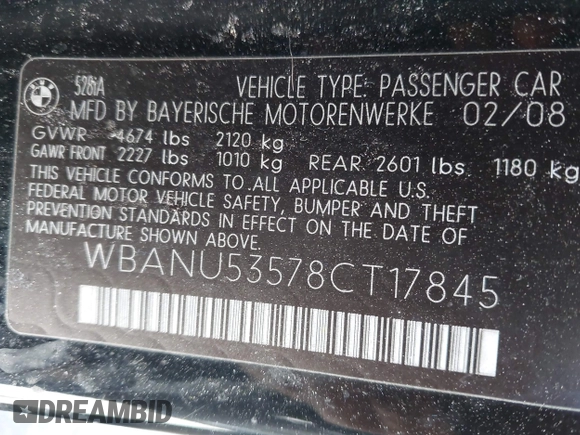 528iA VEHICLE TYPE: PASSENGER CAR
MFD BY BAYERISCHE MOTORENWERKE 02/08
GVWR 4674 lbs 2120 kg
GAWR FRONT 2227 lbs 1010 kg REAR 2601 lbs. 1180 kg
THIS VEHICLE CONFORMS TO ALL APPLICABLE U.S.
FEDERAL MOTOR VEHICLE SAFETY, BUMPER AND THEFT
PREVENTION STANDARDS IN EFFECT ON THE DATE OF
MANUFACTURE SHOWN ABOVE.
WBANU53578CT17845
DREAMBID